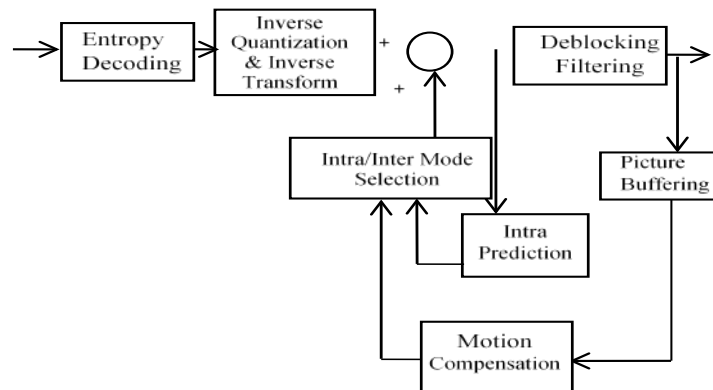 Entropy
Decoding
Inverse
Quantization
& Inverse
Transform
+
+
Deblocking
Filtering
Intra/Inter Mode
Selection
Picture
Buffering
Intra
Prediction
Motion
Compensation